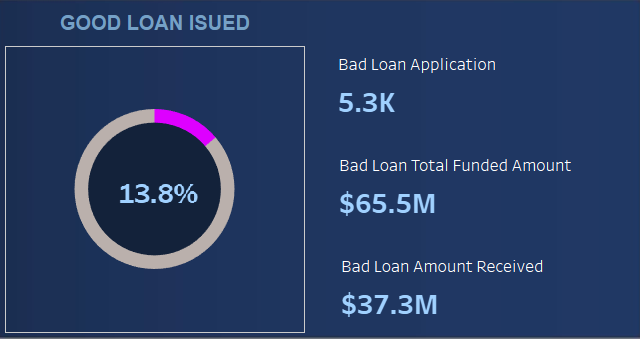 GOOD LOAN ISUED
13.8%
Bad Loan Application
5.3K
Bad Loan Total Funded Amount
$65.5M
Bad Loan Amount Received
$37.3M